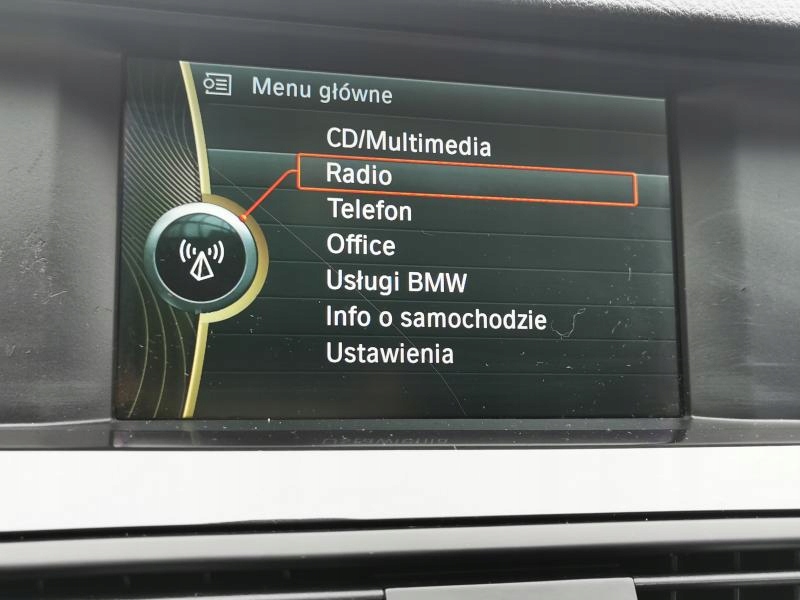 Menu główne
CD/Multimedia
Radio
Telefon
Office
Usługi BMW
Info o samochodzie
Ustawienia